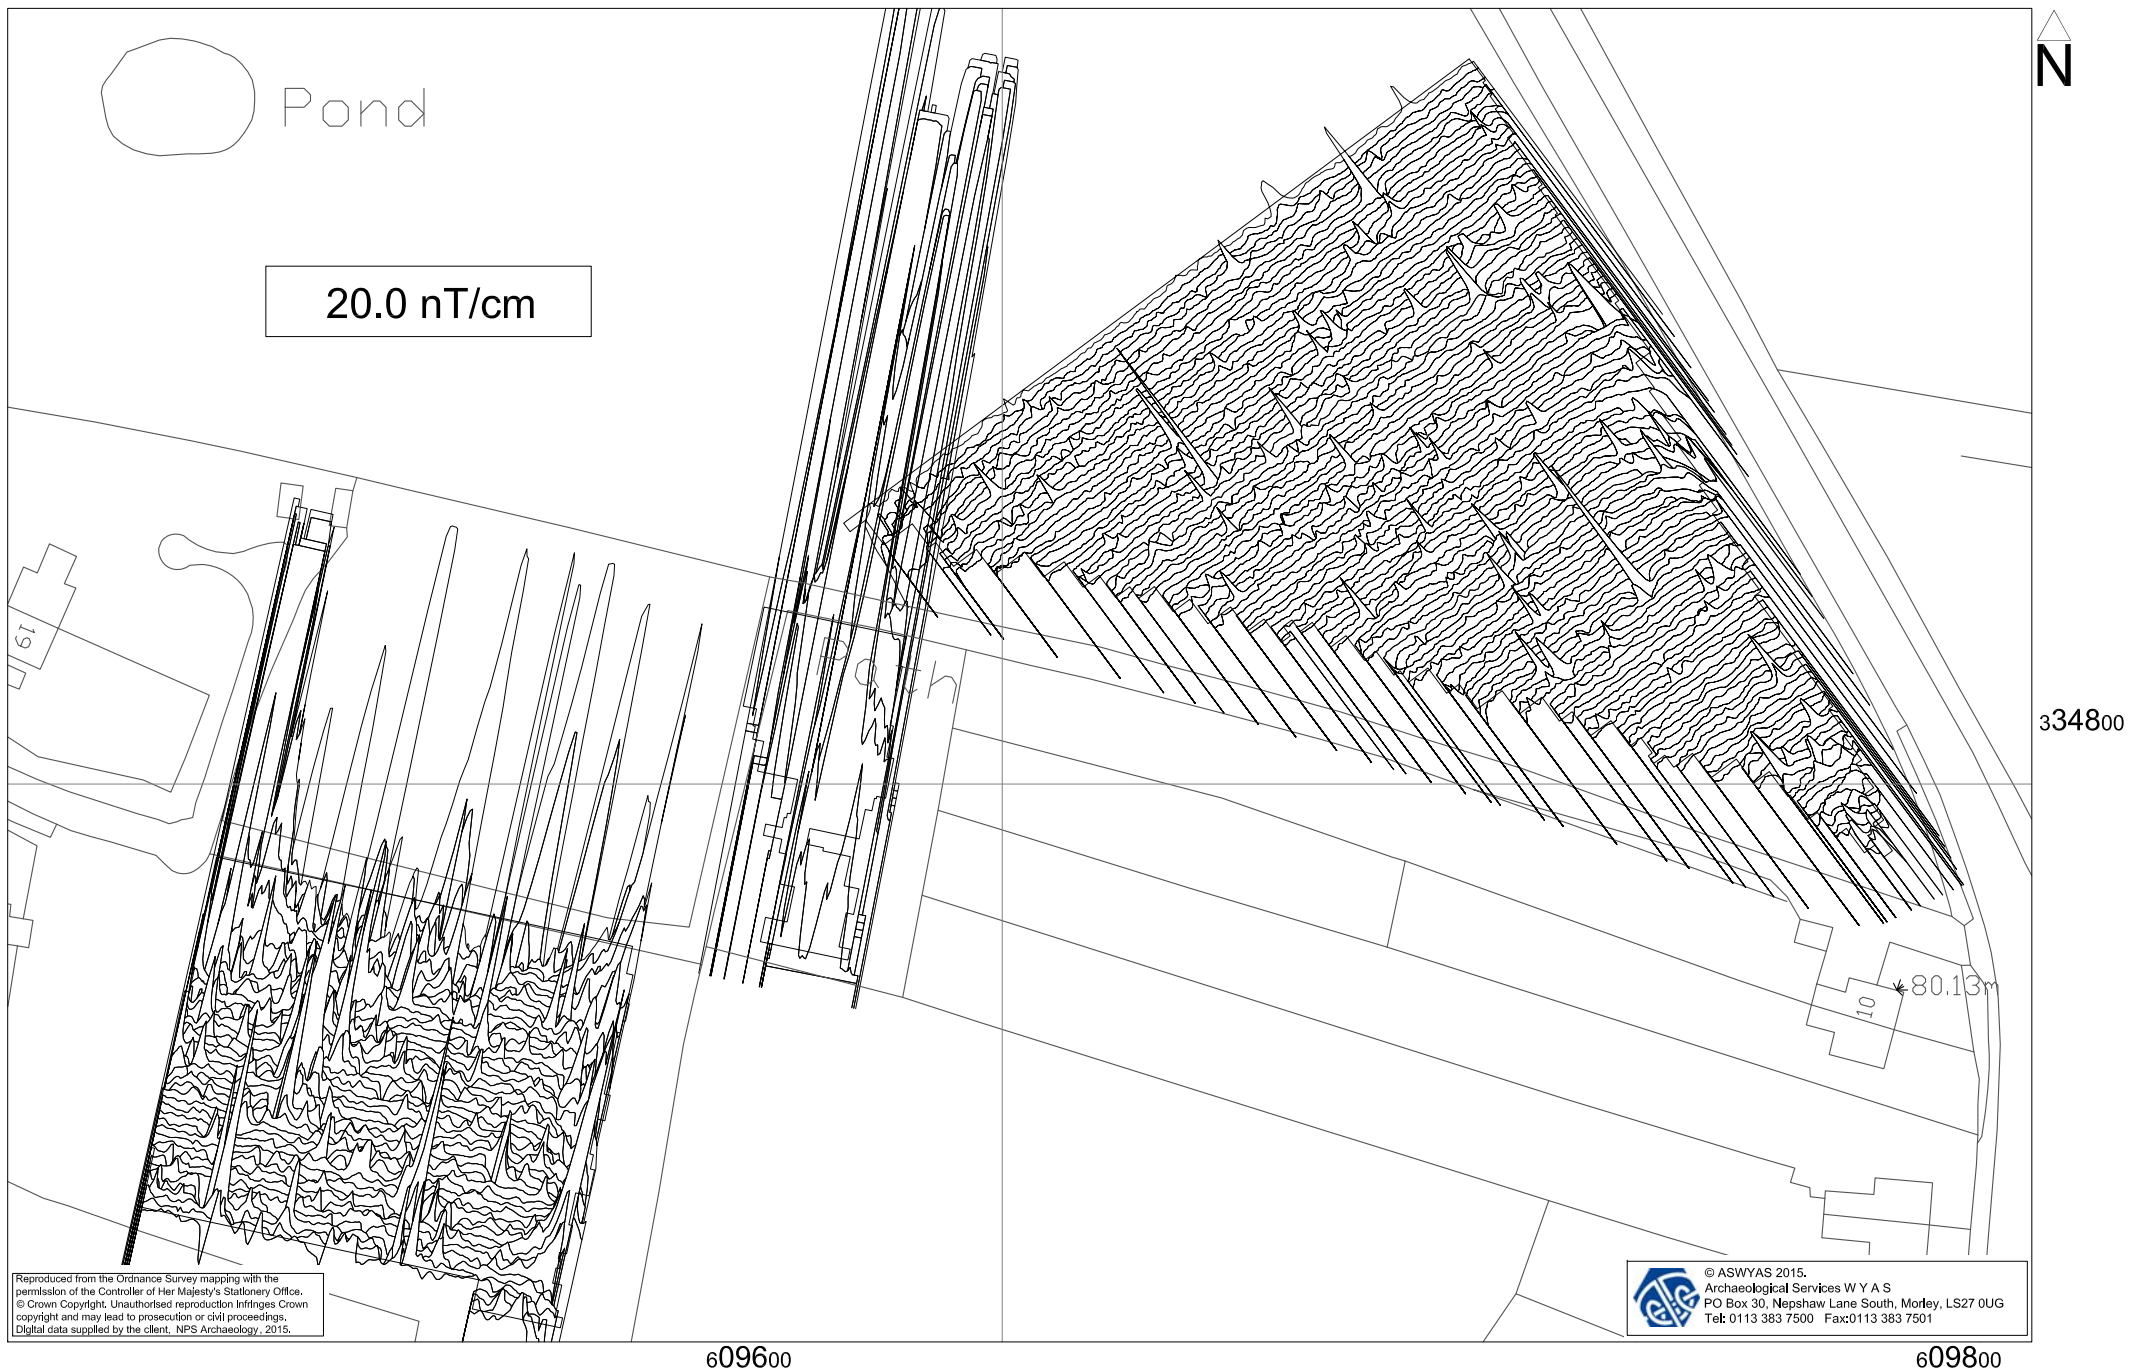 N
Pond
20.0 nT/cm
19
Path
334800
80.13m
10
Reproduced from the Ordnance Survey mapping with the
permission of the Controller of Her Majesty's Stationery Office.
© Crown Copyright. Unauthorised reproduction infringes Crown
copyright and may lead to prosecution or civil proceedings.
Digital data supplied by the client, NPS Archaeology, 2015.
© ASWYAS 2015.
Archaeological Services W Y A S
PO Box 30, Nepshaw Lane South, Morley, LS27 0UG
Tel: 0113 383 7500 Fax:0113 383 7501
609600
609800